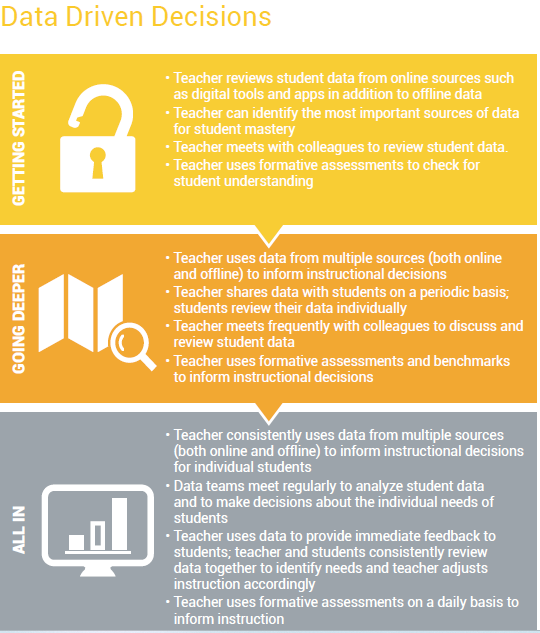 Data Driven Decisions
GETTING STARTED
• Teacher reviews student data from online sources such
as digital tools and apps in addition to offline data
• Teacher can identify the most important sources of data
for student mastery
• Teacher meets with colleagues to review student data.
• Teacher uses formative assessments to check for
student understanding
GOING DEEPER
• Teacher uses data from multiple sources (both online
and offline) to inform instructional decisions
• Teacher shares data with students on a periodic basis;
students review their data individually
• Teacher meets frequently with colleagues to discuss and
review student data
• Teacher uses formative assessments and benchmarks
to inform instructional decisions
ALL IN
• Teacher consistently uses data from multiple sources
(both online and offline) to inform instructional decisions
for individual students
• Data teams meet regularly to analyze student data
and to make decisions about the individual needs of
students
• Teacher uses data to provide immediate feedback to
students; teacher and students consistently review
data together to identify needs and teacher adjusts
instruction accordingly
• Teacher uses formative assessments on a daily basis to
inform instruction